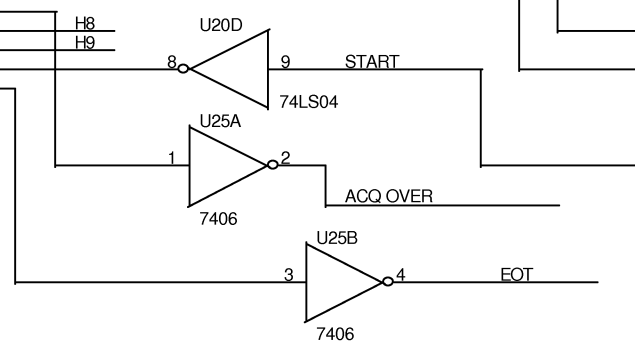 U20D
H8
H9
8
9
START
74LS04
U25A
1
2
ACQ OVER
7406
U25B
3
4
EOT
7406